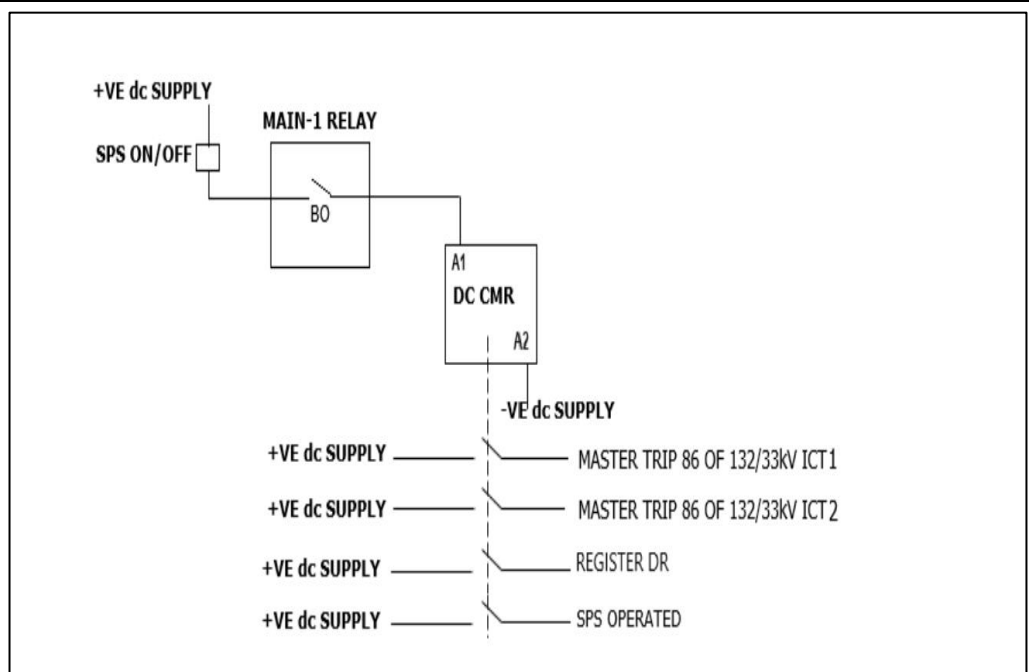 +VE dc SUPPLY
MAIN-1 RELAY
SPS ON/OFF
BO
A1
DC CMR
A2
-VE dc SUPPLY
+VE dc SUPPLY MASTER TRIP 86 OF 132/33kV ICT1
+VE dc SUPPLY MASTER TRIP 86 OF 132/33kV ICT2
+VE dc SUPPLY REGISTER DR
+VE dc SUPPLY SPS OPERATED